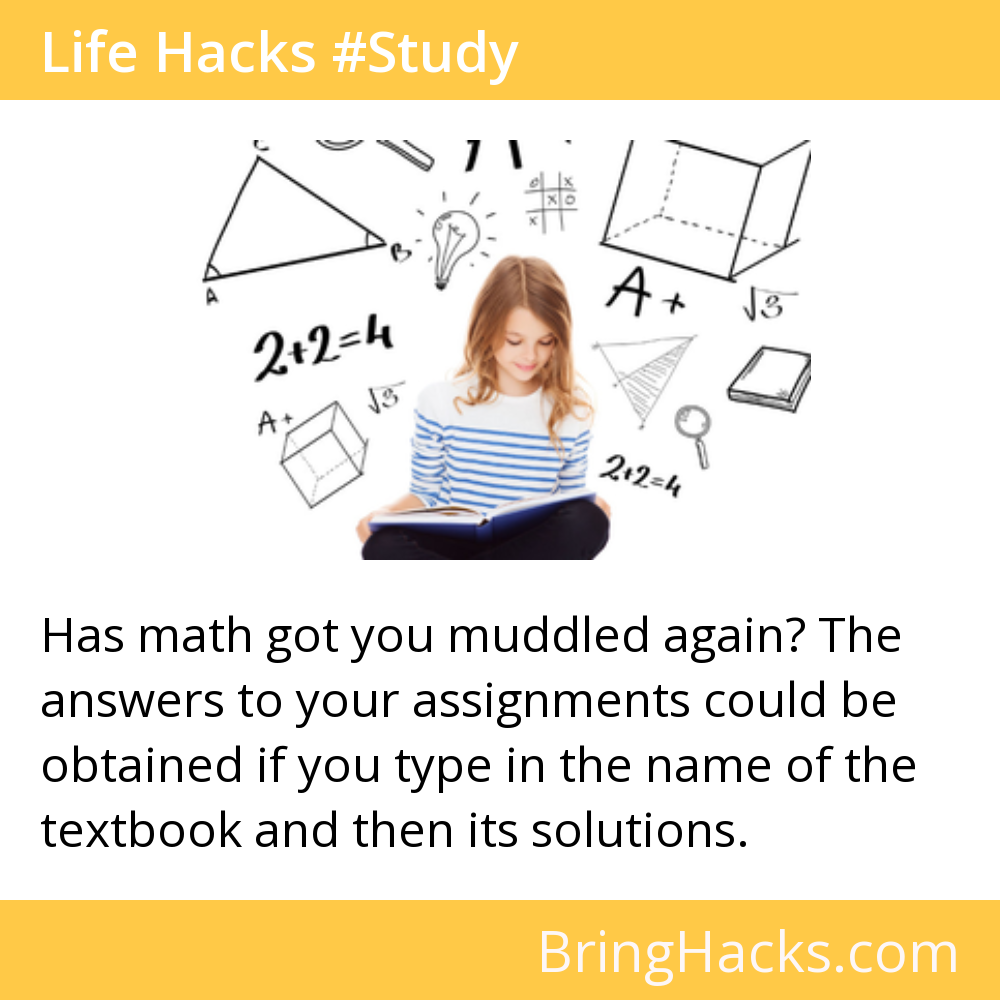 Life Hacks #Study
C
B
A
2+2=4
A+
√3
o x
x o
x
A+
√3
2+2=4
Has math got you muddled again? The
answers to your assignments could be
obtained if you type in the name of the
textbook and then its solutions.
BringHacks.com